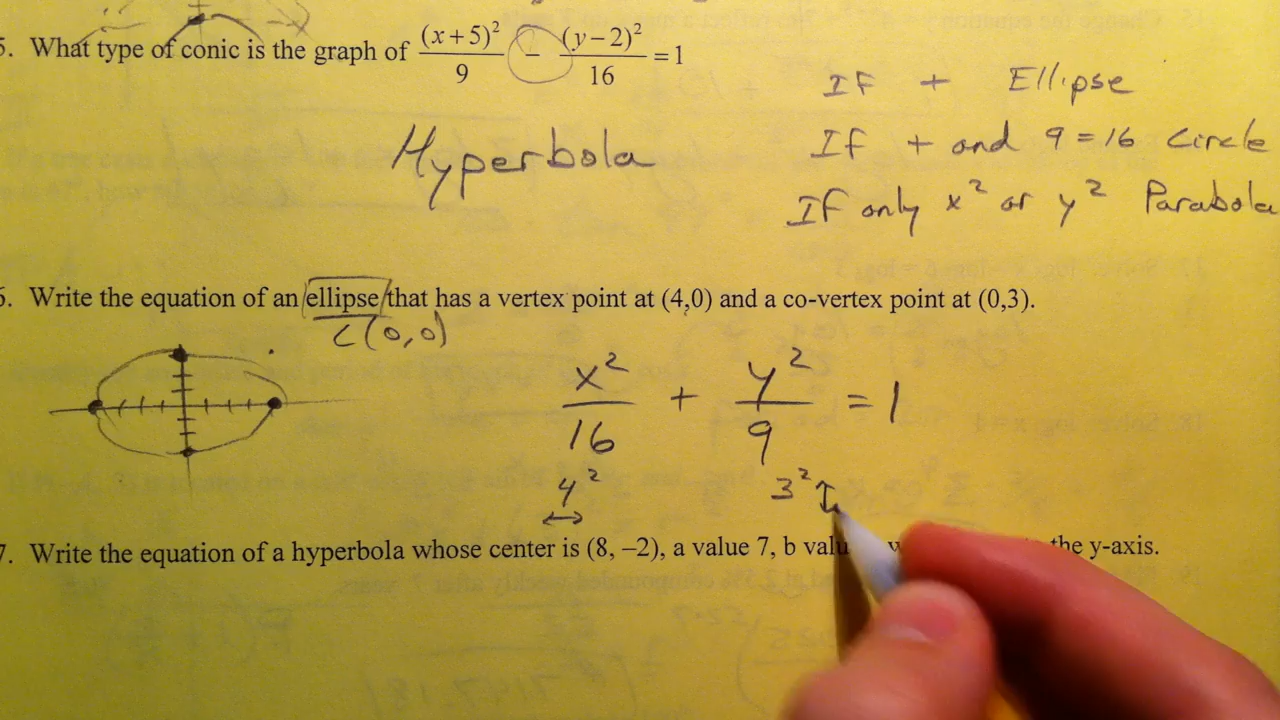 5. What type of conic is the graph of (x+5)²/9 − (y−2)²/16 = 1
IF + Ellipse
Hyperbola
If + and 9 = 16 Circle
If only x² or y² Parabola
6. Write the equation of an ellipse that has a vertex point at (4,0) and a co-vertex point at (0,3).
C (0,0)
x²/16 + y²/9 = 1
4² 3²
7. Write the equation of a hyperbola whose center is (8, −2), a value 7, b the y-axis.